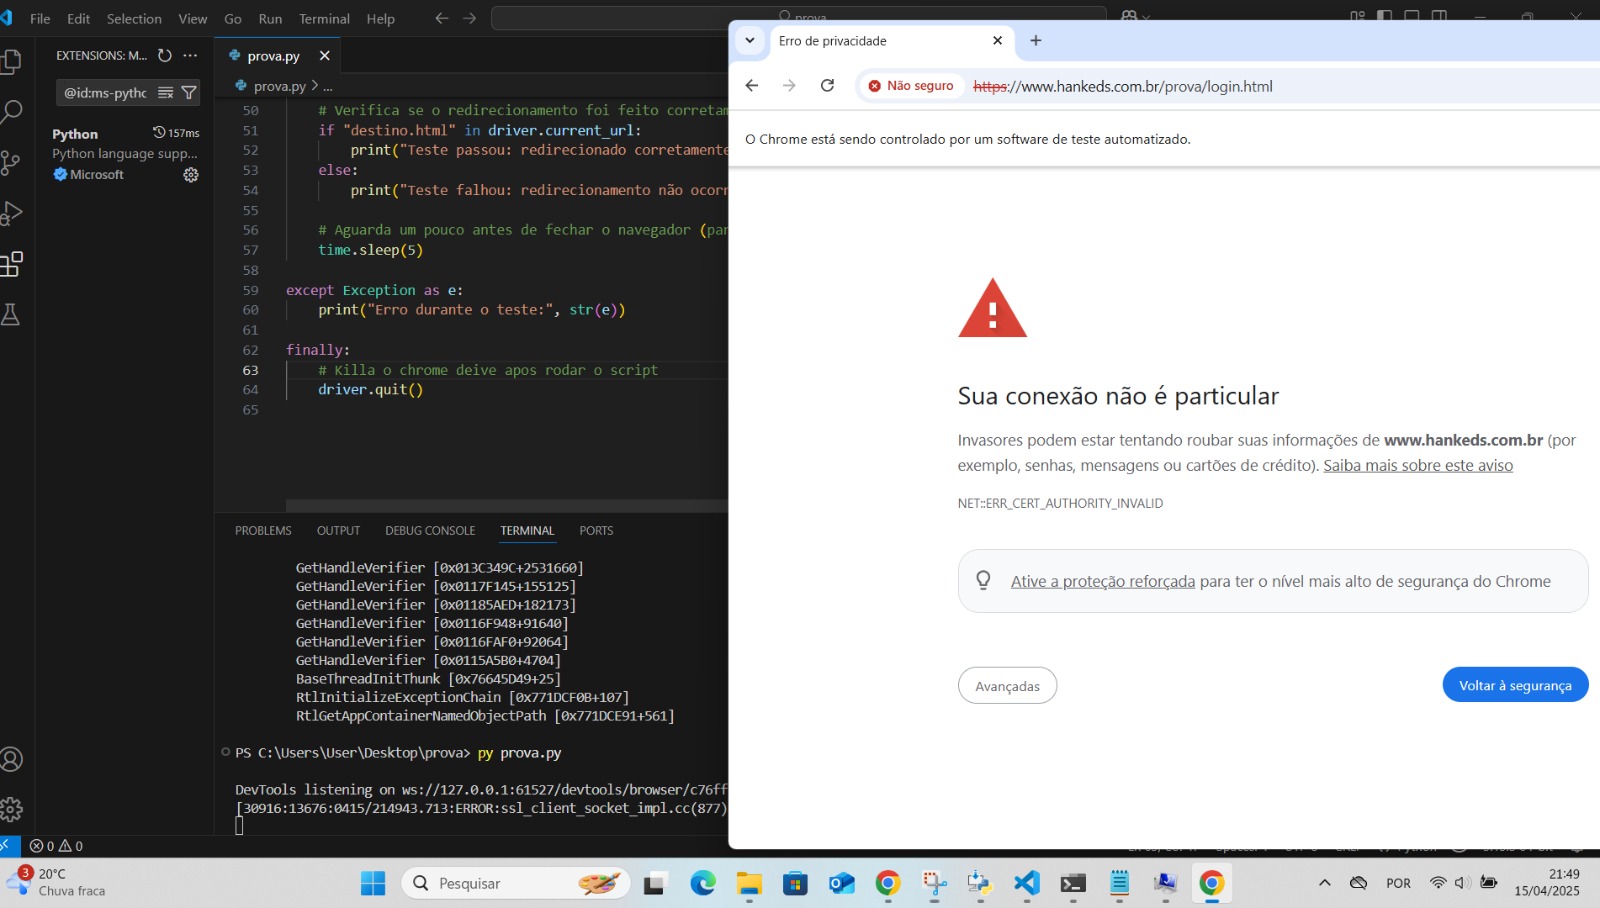 File Edit Selection View Go Run Terminal Help
prova
EXTENSIONS: M...
prova.py
@id:ms-pythc
Python 157ms
Python language supp...
Microsoft
prova.py > ...
50 # Verifica se o redirecionamento foi feito corretam
51 if "destino.html" in driver.current_url:
52 print("Teste passou: redirecionado corretamente
53 else:
54 print("Teste falhou: redirecionamento não ocorr
55
56 # Aguarda um pouco antes de fechar o navegador (par
57 time.sleep(5)
58
59 except Exception as e:
60 print("Erro durante o teste:", str(e))
61
62 finally:
63 # Killa o chrome deive apos rodar o script
64 driver.quit()
65
PROBLEMS OUTPUT DEBUG CONSOLE TERMINAL PORTS
GetHandleVerifier [0x013C349C+2531660]
GetHandleVerifier [0x0117F145+155125]
GetHandleVerifier [0x01185AED+182173]
GetHandleVerifier [0x0116F948+91640]
GetHandleVerifier [0x0116FAF0+92064]
GetHandleVerifier [0x0115A5B0+4704]
BaseThreadInitThunk [0x76645D49+25]
RtlInitializeExceptionChain [0x771DCF0B+107]
RtlGetAppContainerNamedObjectPath [0x771DCE91+561]
PS C:\Users\User\Desktop\prova> py prova.py
DevTools listening on ws://127.0.0.1:61527/devtools/browser/c76ff
[30916:13676:0415/214943.713:ERROR:ssl_client_socket_impl.cc(877)
0 0
Erro de privacidade
Não seguro https://www.hankeds.com.br/prova/login.html
O Chrome está sendo controlado por um software de teste automatizado.
Sua conexão não é particular
Invasores podem estar tentando roubar suas informações de www.hankeds.com.br (por
exemplo, senhas, mensagens ou cartões de crédito). Saiba mais sobre este aviso
NET::ERR_CERT_AUTHORITY_INVALID
Ative a proteção reforçada para ter o nível mais alto de segurança do Chrome
Avançadas
Voltar à segurança
3
20°C
Chuva fraca
Pesquisar
POR
21:49
15/04/2025